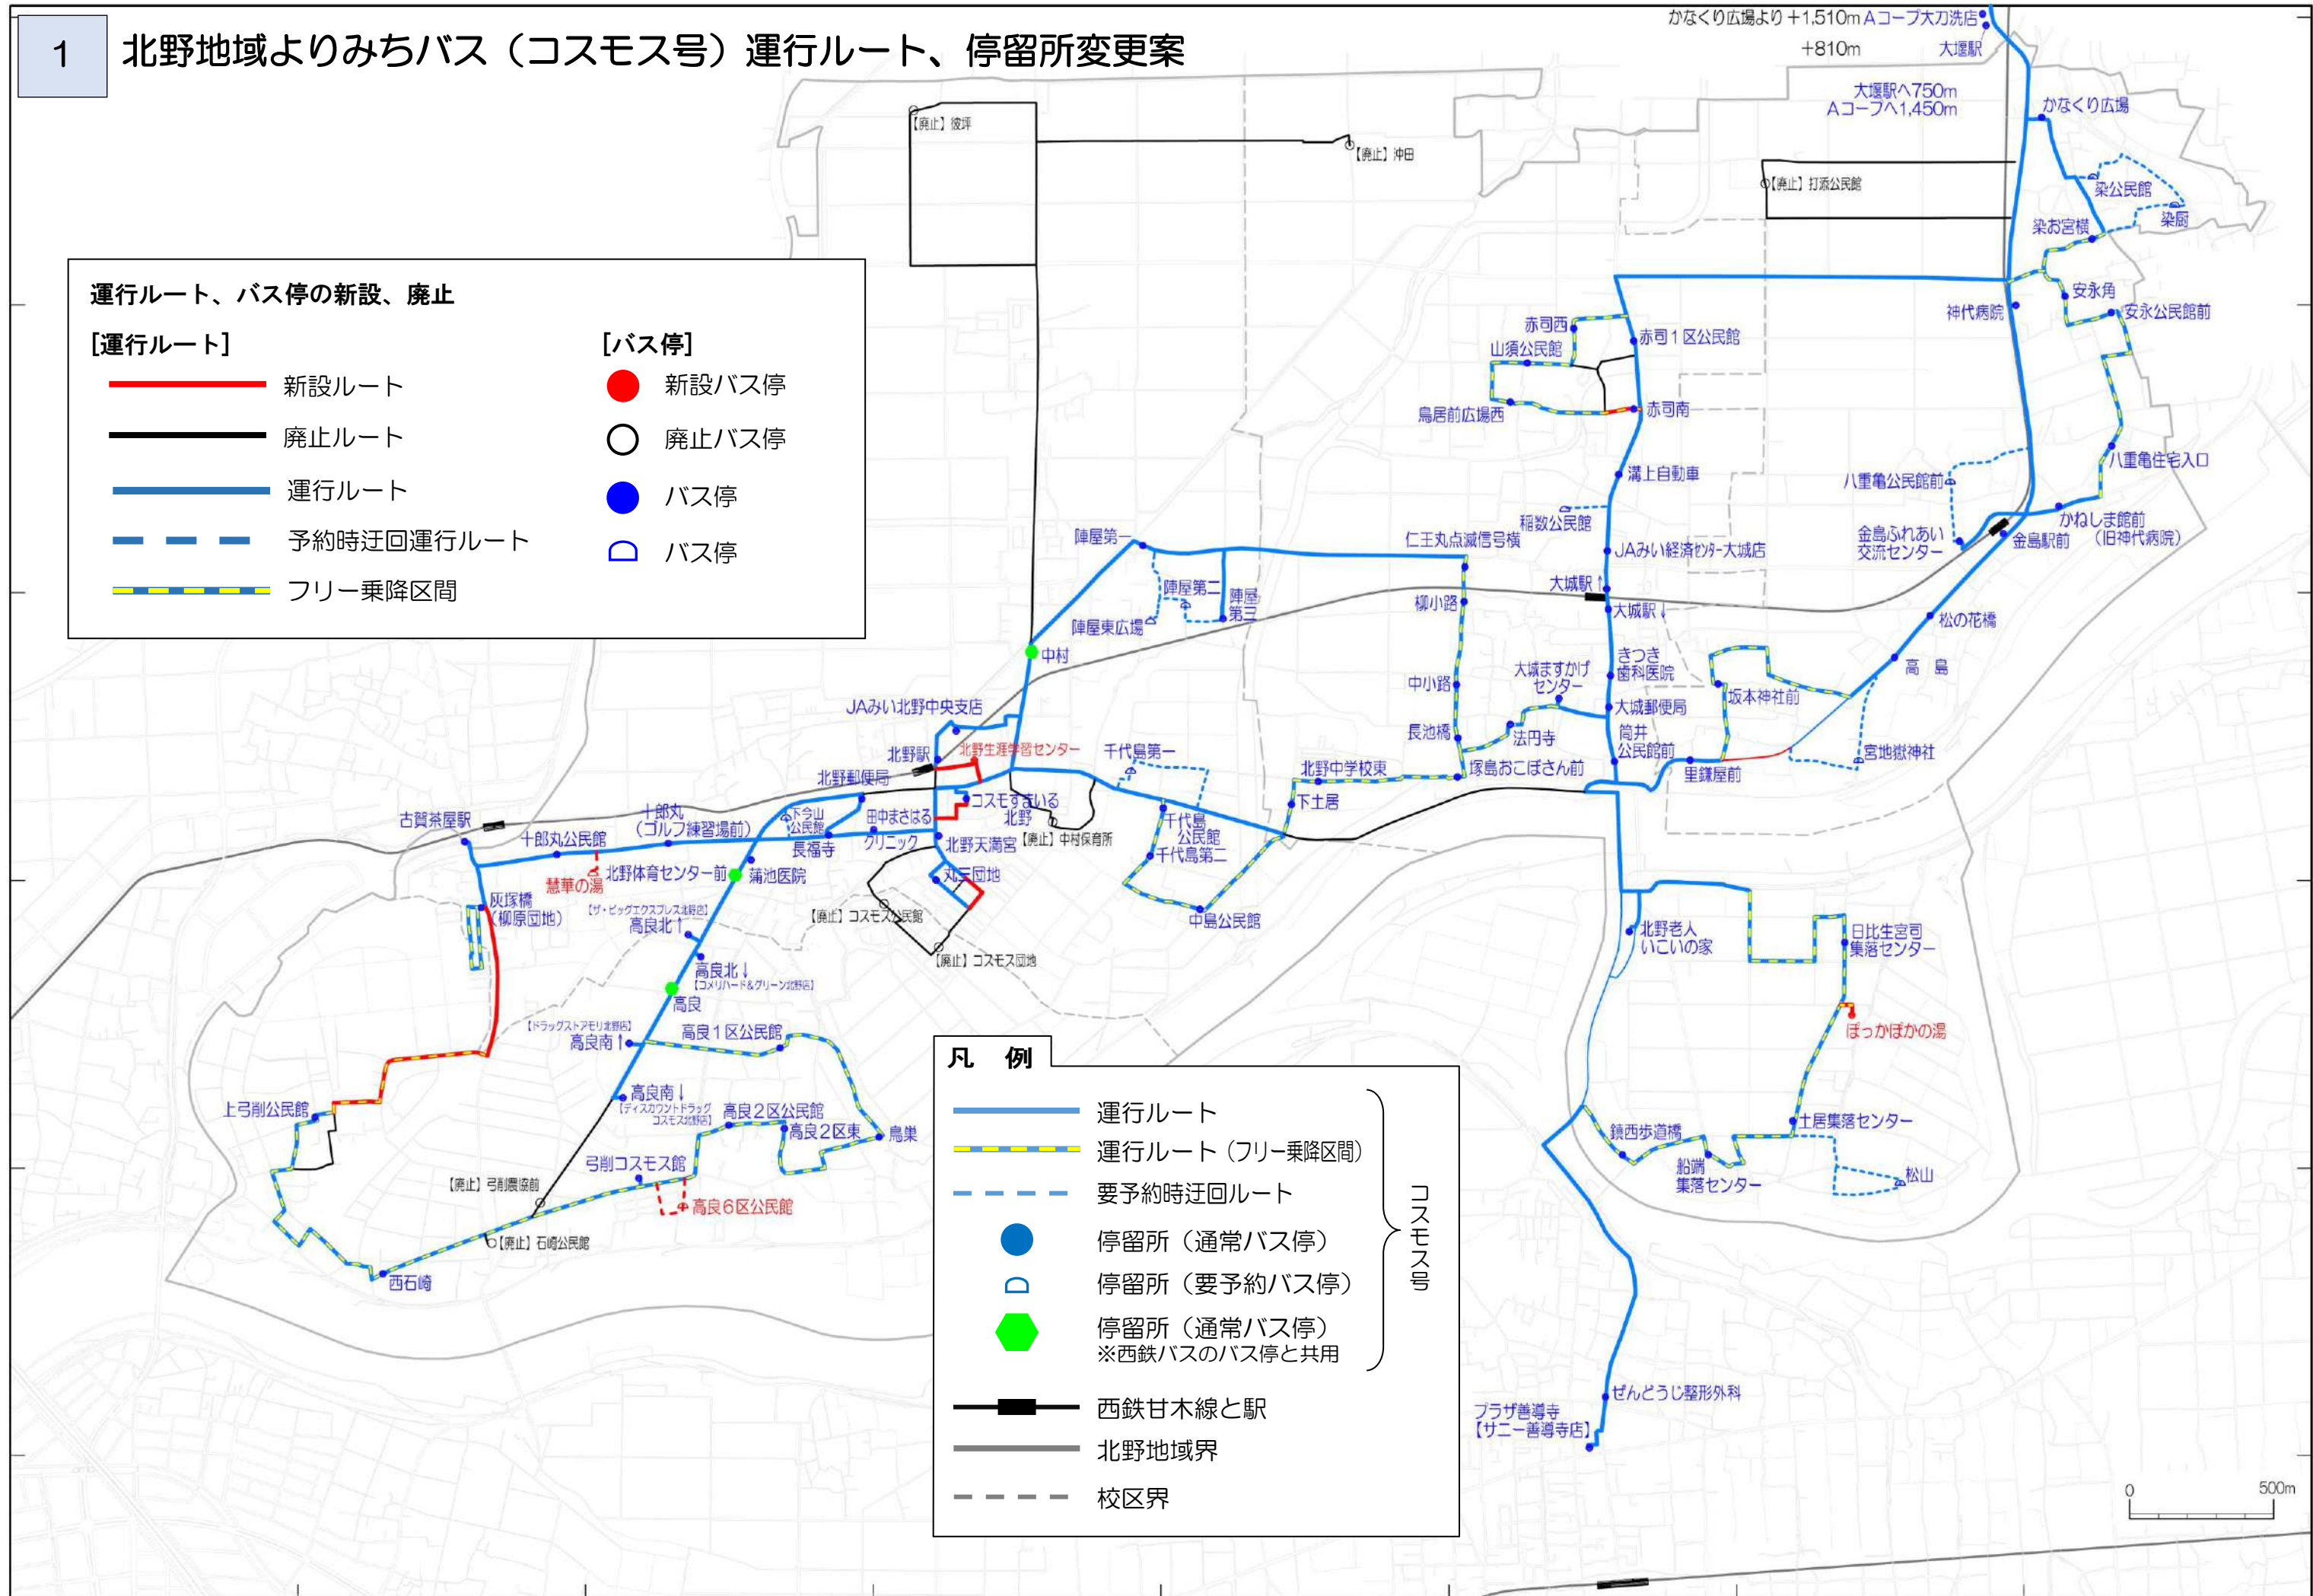 1
北野地域よりみちバス（コスモス号）運行ルート、停留所変更案
かなくり広場より +1,510m Aコープ大刀洗店
+810m 大堰駅
大堰駅へ750m
Aコープへ1,450m
かなくり広場
【廃止】彼坪
【廃止】沖田
【廃止】打添公民館
染公民館
染厨
染お宮横
安永角
安永公民館前
神代病院
運行ルート、バス停の新設、廃止
[運行ルート]
新設ルート
廃止ルート
運行ルート
予約時迂回運行ルート
フリー乗降区間
[バス停]
新設バス停
廃止バス停
バス停
バス停
赤司西
赤司１区公民館
山須公民館
鳥居前広場西
赤司南
溝上自動車
稲数公民館
八重亀住宅入口
八重亀公民館前
かねしま館前
（旧神代病院）
金島ふれあい
交流センター
金島駅前
JAみい経済センター大城店
仁王丸点滅信号横
陣屋第一
陣屋第二
陣屋
第三
陣屋東広場
柳小路
大城駅↑
大城駅↓
松の花橋
高　島
中村
きつき
歯科医院
大城ますかげ
センター
中小路
坂本神社前
大城郵便局
長池橋
法円寺
筒井
公民館前
宮地嶽神社
里鎌屋前
塚島おこぼさん前
JAみい北野中央支店
北野駅
北野生涯学習センター
千代島第一
北野中学校東
北野郵便局
下土居
コスモすまいる
北野
【廃止】中村保育所
千代島
公民館
千代島第二
中島公民館
古賀茶屋駅
十郎丸公民館
十郎丸
（ゴルフ練習場前）
下今山
公民館
田中まさはる
クリニック
長福寺
北野天満宮
丸三団地
慧華の湯
北野体育センター前
蒲池医院
灰塚橋
（柳原団地）
【ザ・ビッグエクスプレス北野店】
高良北↑
【廃止】コスモス公民館
【廃止】コスモス団地
高良北↓
【コメリハード&グリーン北野店】
高良
【ドラッグストアモリ北野店】
高良南↑
高良１区公民館
高良南↓
【ディスカウントドラッグ
コスモス北野店】
高良２区公民館
高良２区東
鳥巣
上弓削公民館
弓削コスモス館
【廃止】弓削農協前
高良６区公民館
【廃止】石崎公民館
西石崎
北野老人
いこいの家
日比生宮司
集落センター
ぽっかぽかの湯
土居集落センター
鎮西歩道橋
船端
集落センター
松山
ぜんどうじ整形外科
プラザ善導寺
【サニー善導寺店】
凡　例
運行ルート
運行ルート（フリー乗降区間）
要予約時迂回ルート
停留所（通常バス停）
停留所（要予約バス停）
停留所（通常バス停）
※西鉄バスのバス停と共用
コスモス号
西鉄甘木線と駅
北野地域界
校区界
0 500m